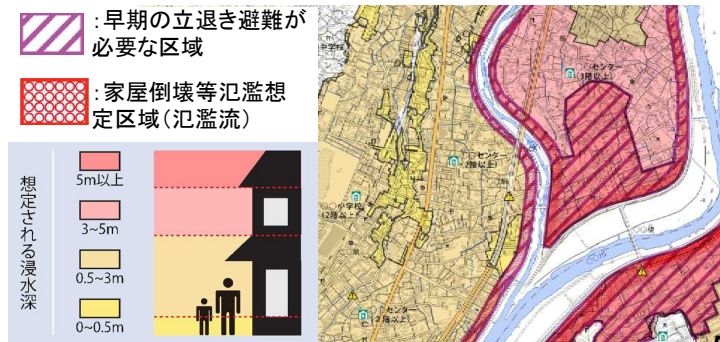 :早期の立退き避難が
必要な区域
:家屋倒壊等氾濫想
定区域(氾濫流)
想定される浸水深
5m以上
3~5m
0.5~3m
0~0.5m
中学校
センター
(3階以上)
センター
2階以上)
○○小学校
(2階以上)
センター
(2階以上)
○○橋